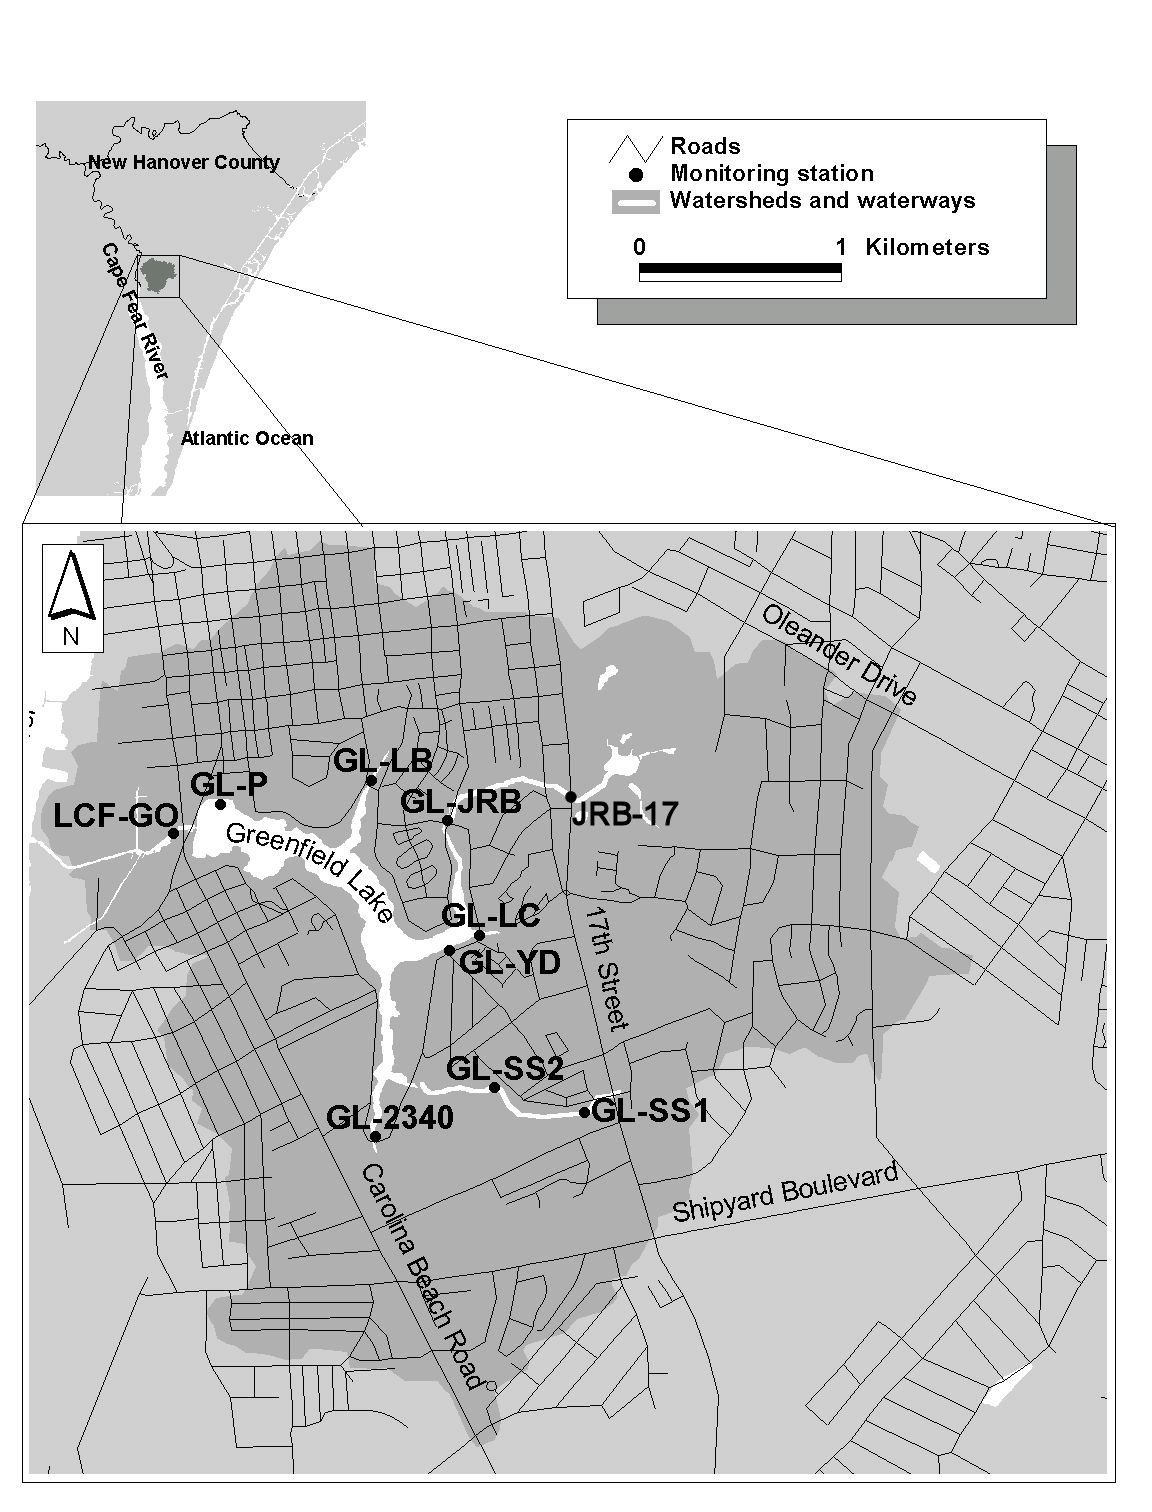 New Hanover County
Cape Fear River
Atlantic Ocean
Roads
Monitoring station
Watersheds and waterways
0 1 Kilometers
N
Oleander Drive
GL-LB
GL-P
GL-JRB
LCF-GO
JRB-17
Greenfield Lake
GL-LC
GL-YD
17th Street
GL-SS2
GL-SS1
GL-2340
Carolina Beach Road
Shipyard Boulevard